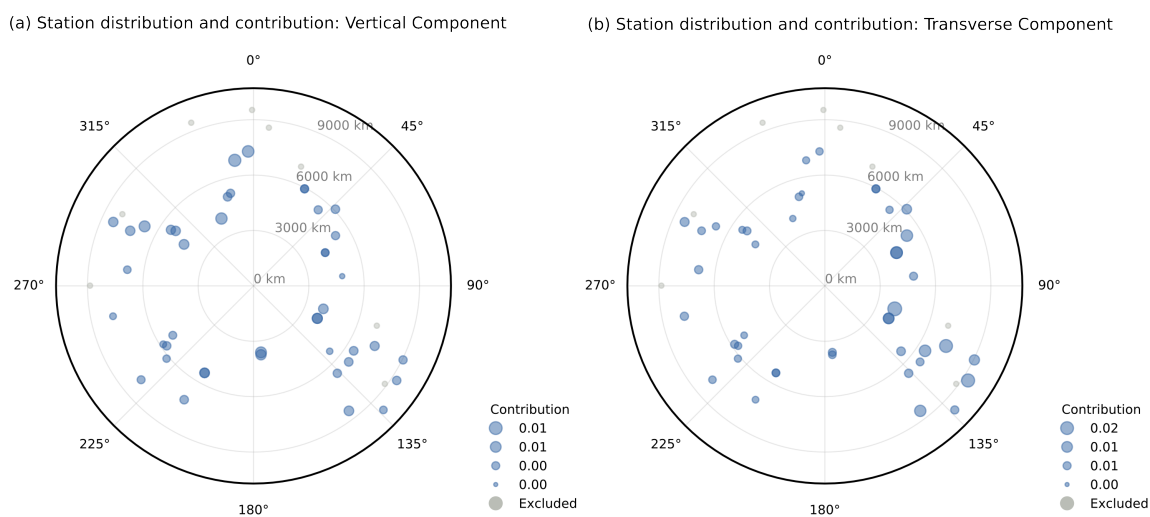 (a) Station distribution and contribution: Vertical Component
0°
315°
9000 km
45°
6000 km
3000 km
270°
0 km
90°
225°
135°
180°
Contribution
0.01
0.01
0.00
0.00
Excluded
(b) Station distribution and contribution: Transverse Component
0°
315°
9000 km
45°
6000 km
3000 km
270°
0 km
90°
225°
135°
180°
Contribution
0.02
0.01
0.01
0.00
Excluded